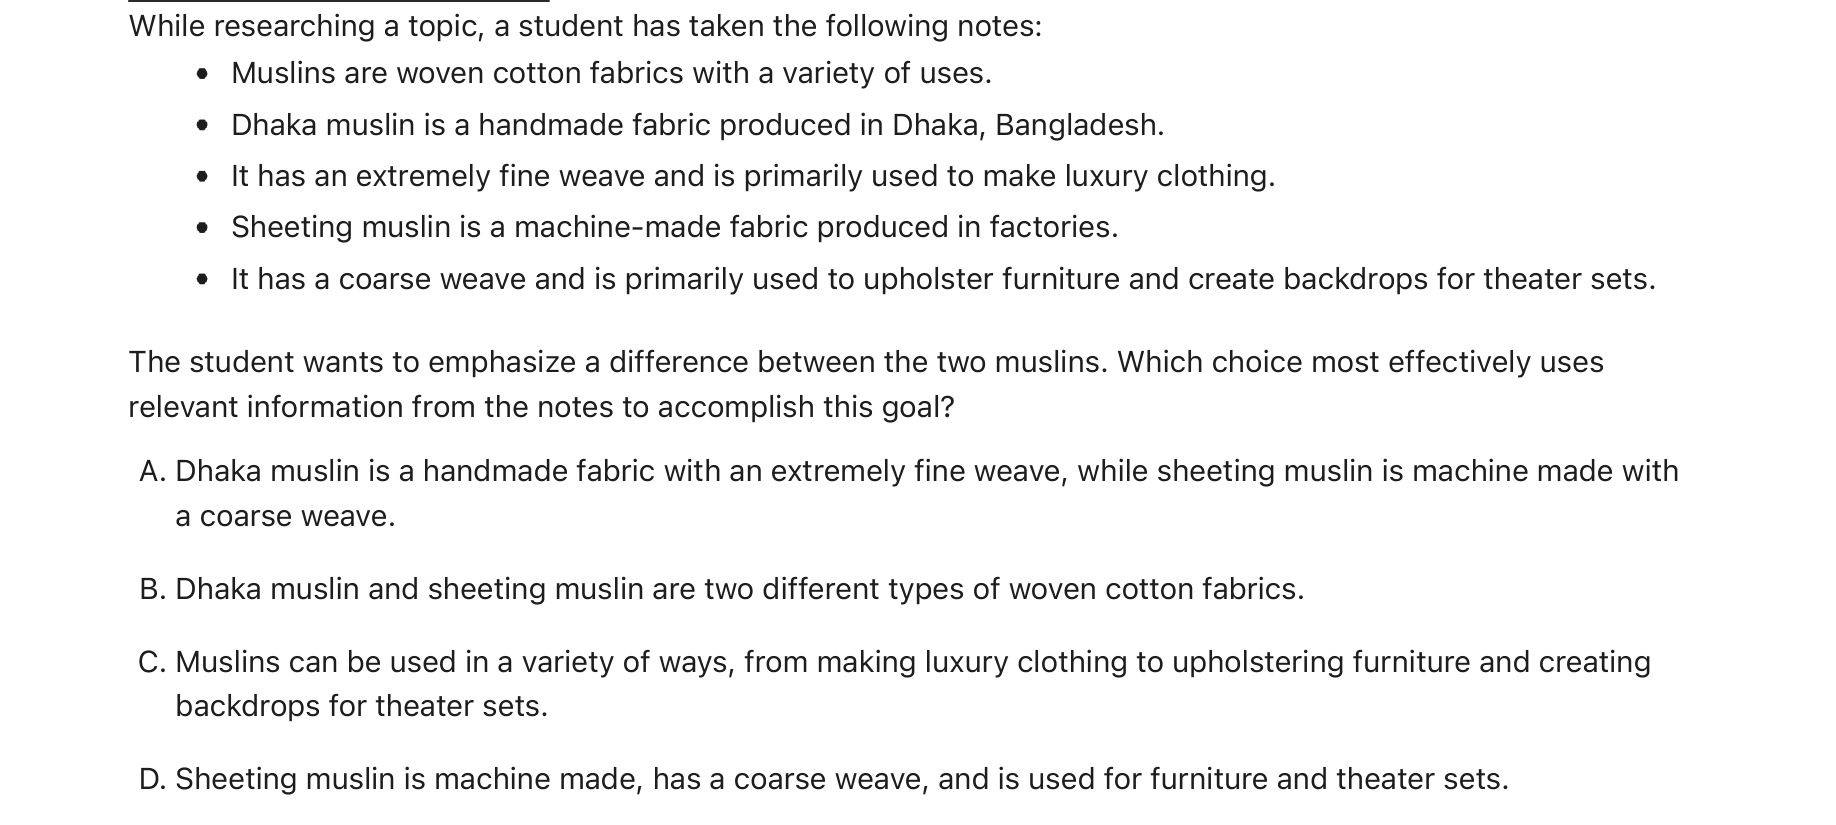 While researching a topic, a student has taken the following notes:
• Muslins are woven cotton fabrics with a variety of uses.
• Dhaka muslin is a handmade fabric produced in Dhaka, Bangladesh.
• It has an extremely fine weave and is primarily used to make luxury clothing.
• Sheeting muslin is a machine-made fabric produced in factories.
• It has a coarse weave and is primarily used to upholster furniture and create backdrops for theater sets.
The student wants to emphasize a difference between the two muslins. Which choice most effectively uses
relevant information from the notes to accomplish this goal?
A. Dhaka muslin is a handmade fabric with an extremely fine weave, while sheeting muslin is machine made with
a coarse weave.
B. Dhaka muslin and sheeting muslin are two different types of woven cotton fabrics.
C. Muslins can be used in a variety of ways, from making luxury clothing to upholstering furniture and creating
backdrops for theater sets.
D. Sheeting muslin is machine made, has a coarse weave, and is used for furniture and theater sets.